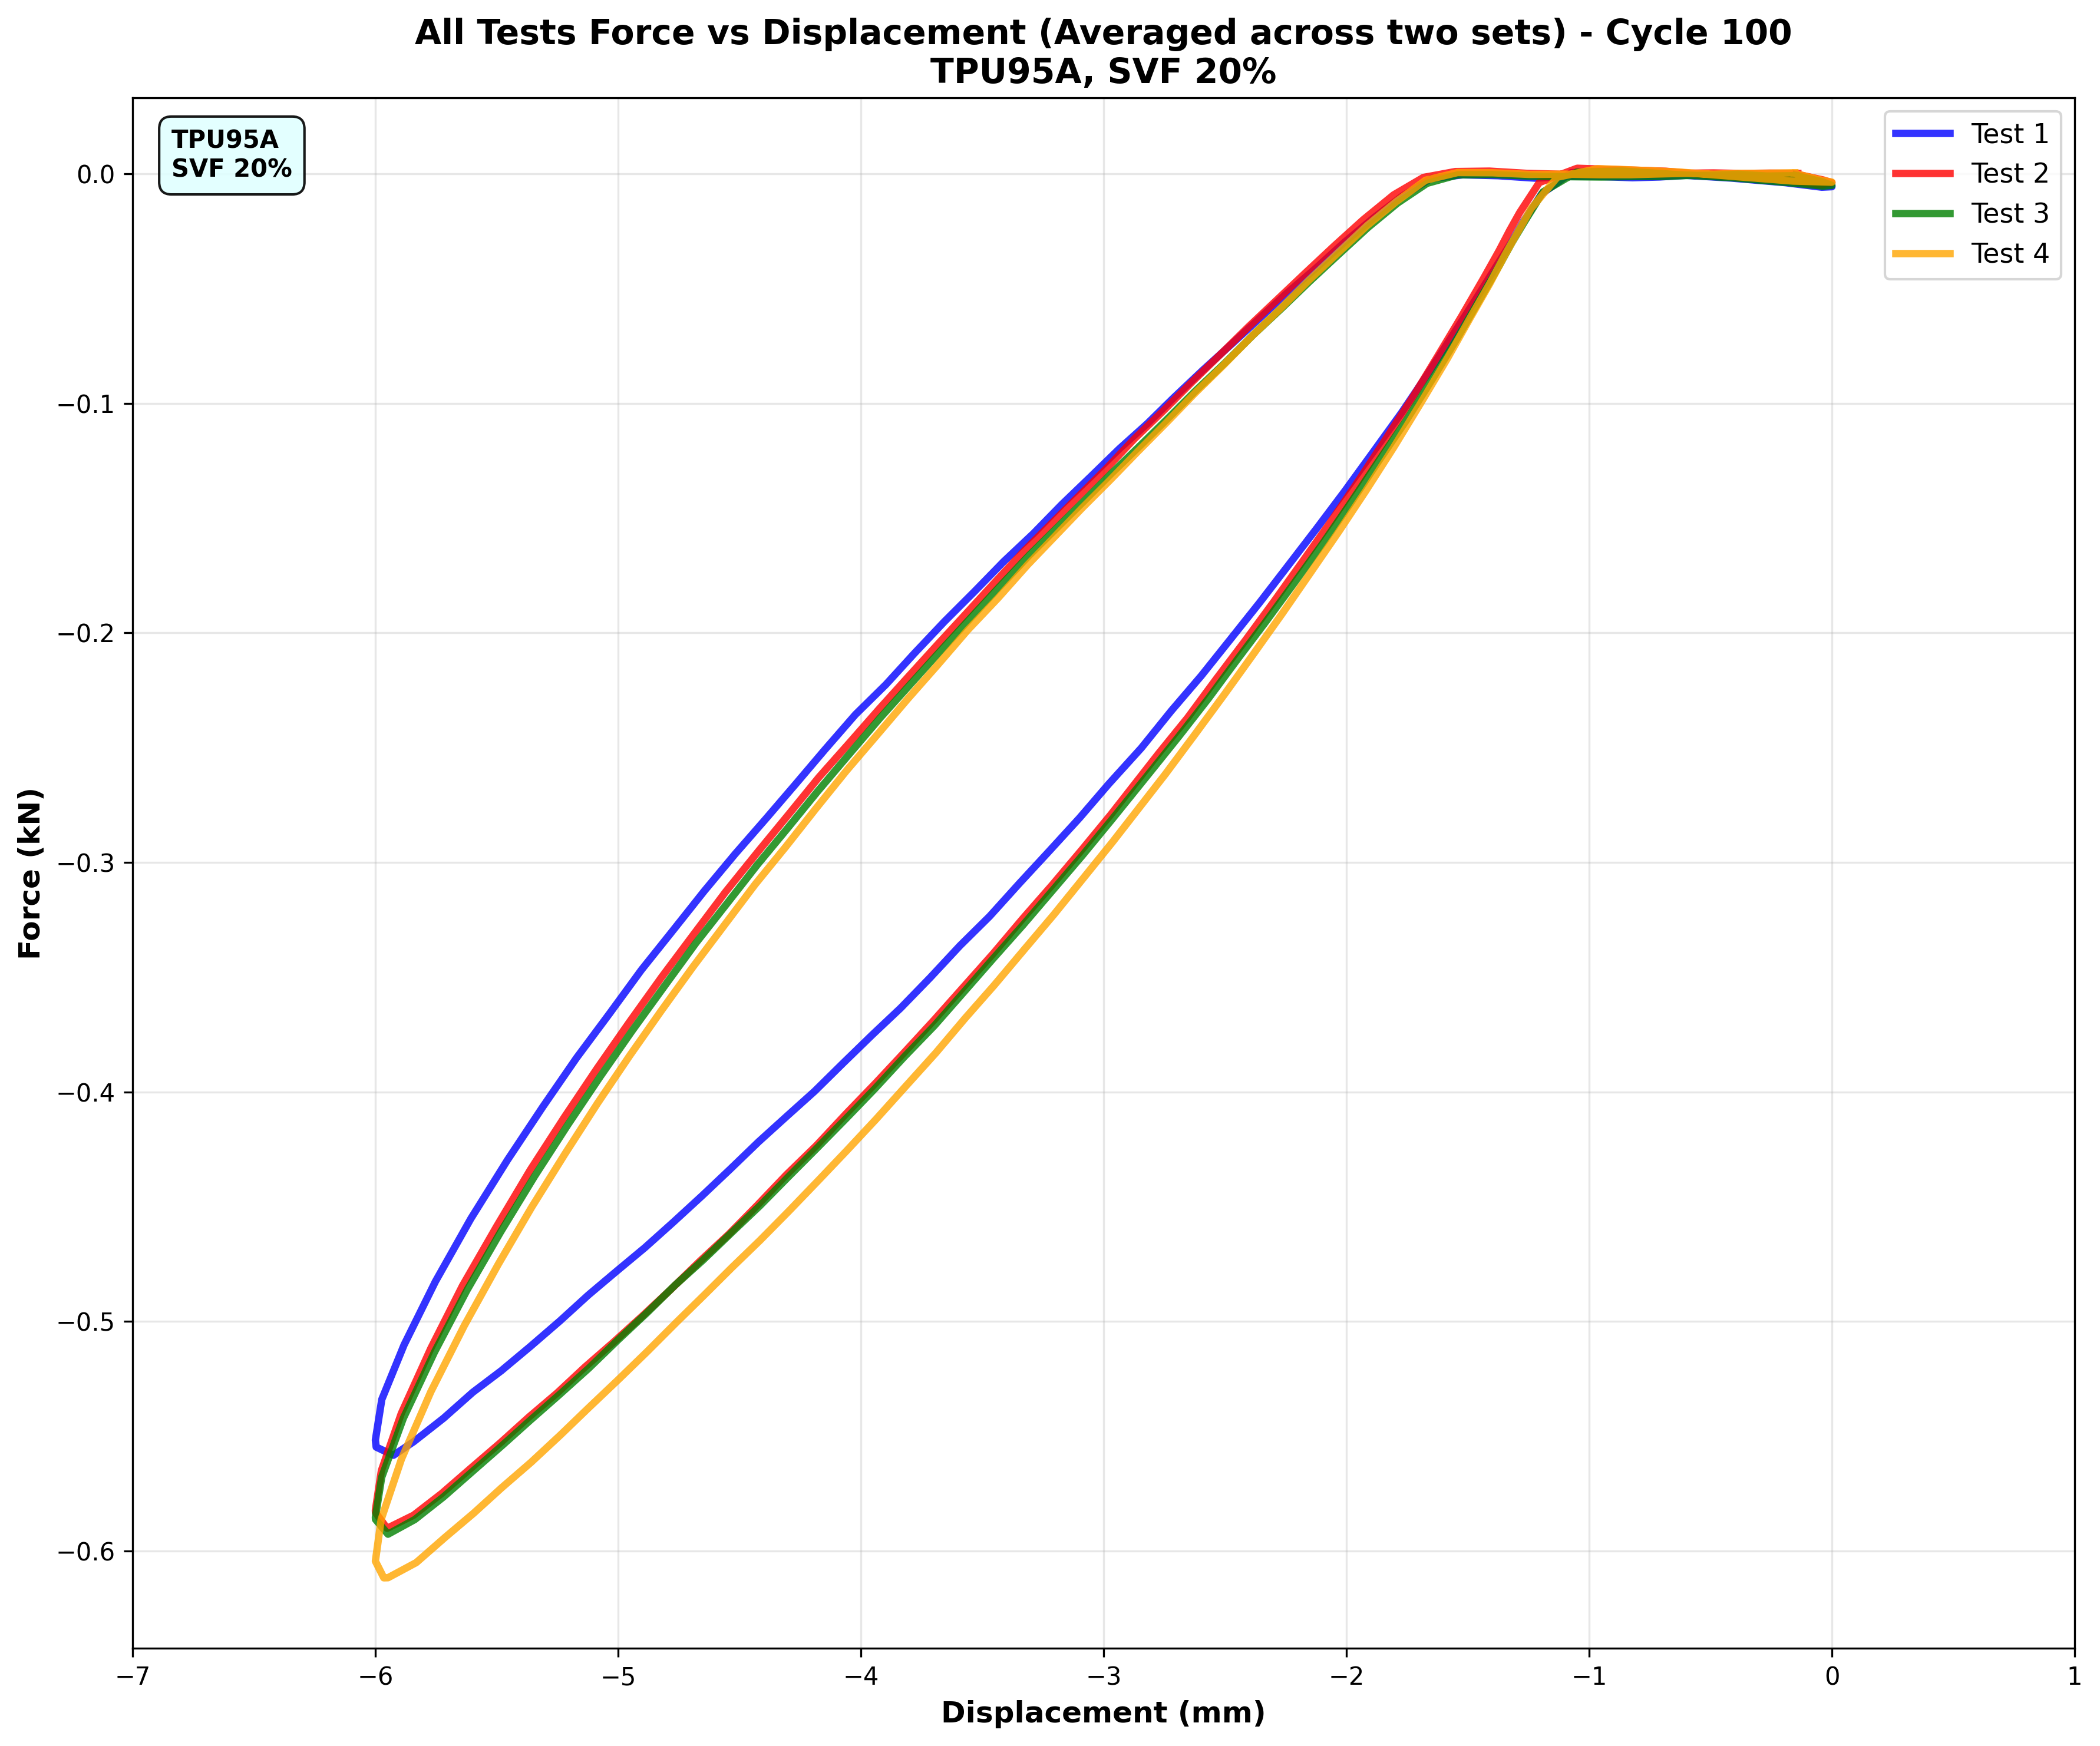 All Tests Force vs Displacement (Averaged across two sets) - Cycle 100
TPU95A, SVF 20%
TPU95A
SVF 20%
Test 1
Test 2
Test 3
Test 4
0.0
−0.1
−0.2
−0.3
−0.4
−0.5
−0.6
Force (kN)
−7
−6
−5
−4
−3
−2
−1
0
1
Displacement (mm)